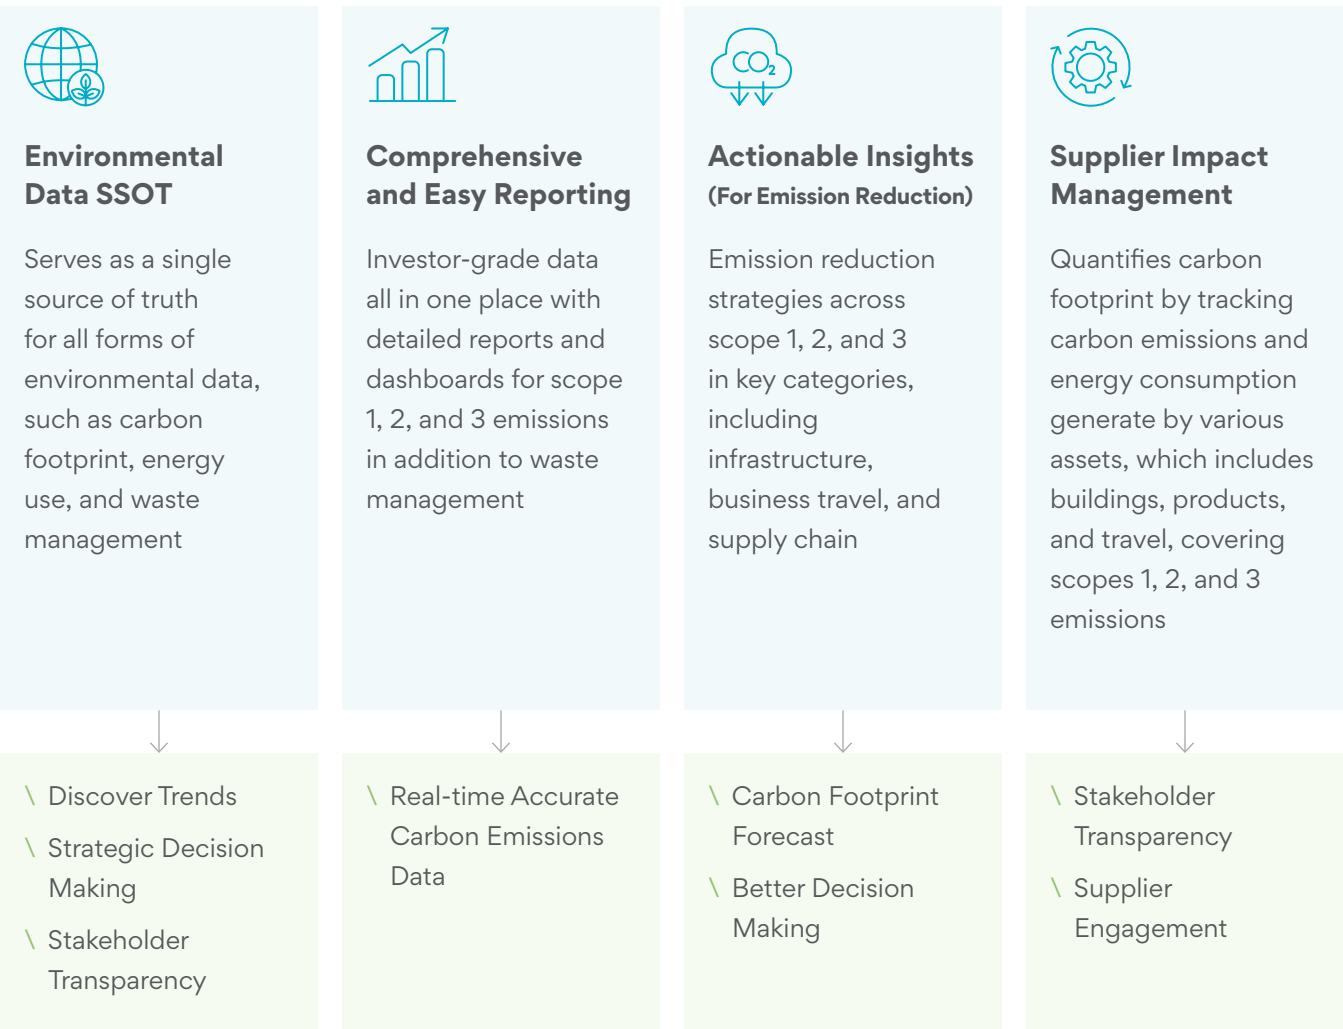 Environmental
Data SSOT
Serves as a single
source of truth
for all forms of
environmental data,
such as carbon
footprint, energy
use, and waste
management
\ Discover Trends
\ Strategic Decision
Making
\ Stakeholder
Transparency
Comprehensive
and Easy Reporting
Investor-grade data
all in one place with
detailed reports and
dashboards for scope
1, 2, and 3 emissions
in addition to waste
management
\ Real-time Accurate
Carbon Emissions
Data
CO2
Actionable Insights
(For Emission Reduction)
Emission reduction
strategies across
scope 1, 2, and 3
in key categories,
including
infrastructure,
business travel, and
supply chain
\ Carbon Footprint
Forecast
\ Better Decision
Making
Supplier Impact
Management
Quantifies carbon
footprint by tracking
carbon emissions and
energy consumption
generate by various
assets, which includes
buildings, products,
and travel, covering
scopes 1, 2, and 3
emissions
\ Stakeholder
Transparency
\ Supplier
Engagement